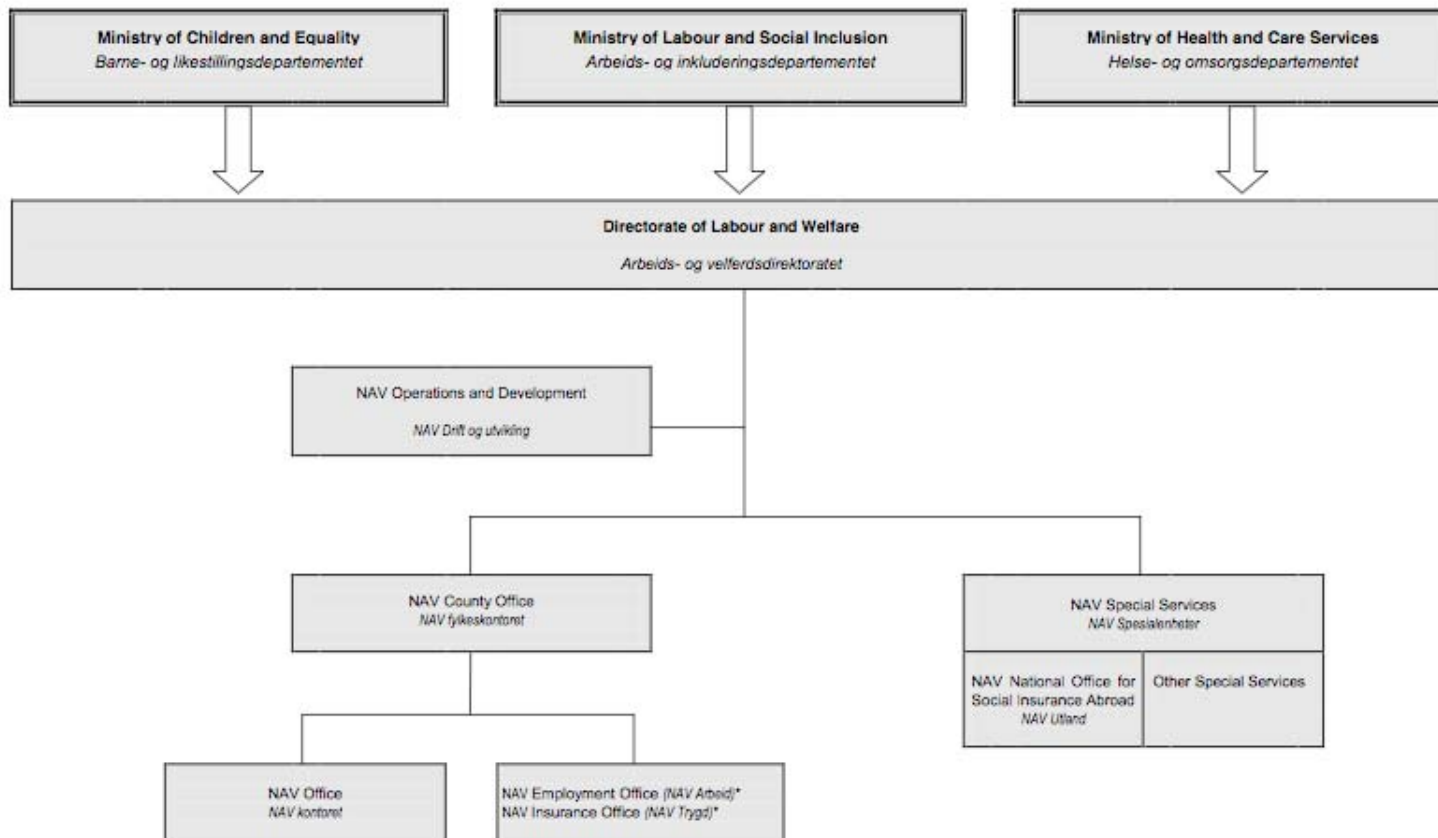 Ministry of Children and Equality
Barne- og likestillingsdepartementet
Ministry of Labour and Social Inclusion
Arbeids- og inkluderingsdepartementet
Ministry of Health and Care Services
Helse- og omsorgsdepartementet
Directorate of Labour and Welfare
Arbeids- og velferdsdirektoratet
NAV Operations and Development
NAV Drift og utvikling
NAV County Office
NAV fylkeskontoret
NAV Special Services
NAV Spesialenheter
NAV National Office for
Social Insurance Abroad
NAV Utland
Other Special Services
NAV Office
NAV kontoret
NAV Employment Office (NAV Arbeid)*
NAV Insurance Office (NAV Trygd)*